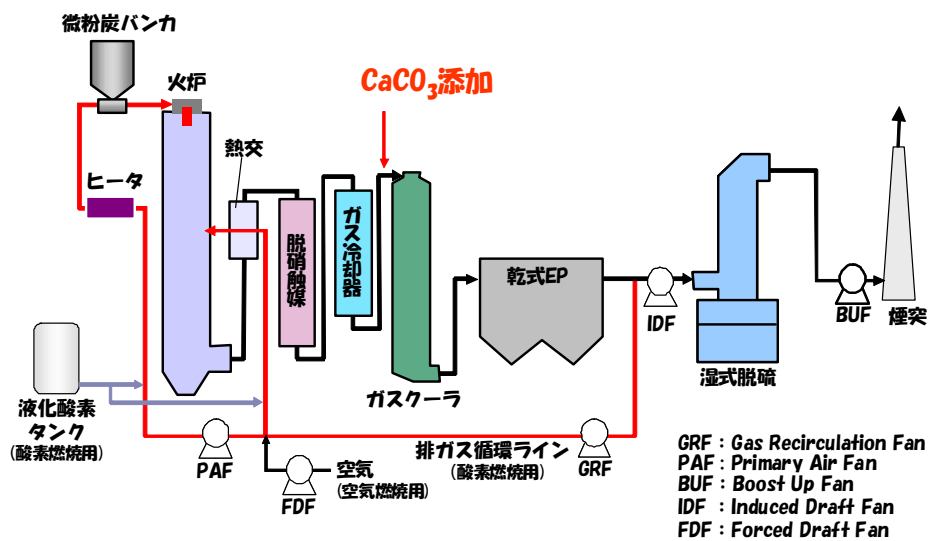 微粉炭バンカ
火炉
CaCO3添加
熱交
ヒータ
脱硝触媒
ガス冷却器
乾式EP
IDF
BUF
煙突
湿式脱硫
ガスクーラ
液化酸素
タンク
(酸素燃焼用)
PAF
排ガス循環ライン
(酸素燃焼用)
GRF
空気
(空気燃焼用)
FDF
GRF : Gas Recirculation Fan
PAF : Primary Air Fan
BUF : Boost Up Fan
IDF : Induced Draft Fan
FDF : Forced Draft Fan